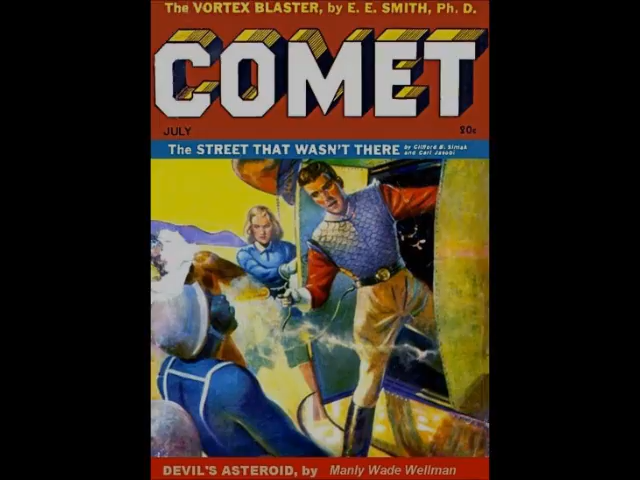 The VORTEX BLASTER, by E. E. SMITH, Ph. D.
COMET
JULY
20c
The STREET THAT WASN'T THERE by Clifford D. Simak
and Carl Jacobi
DEVIL'S ASTEROID, by Manly Wade Wellman